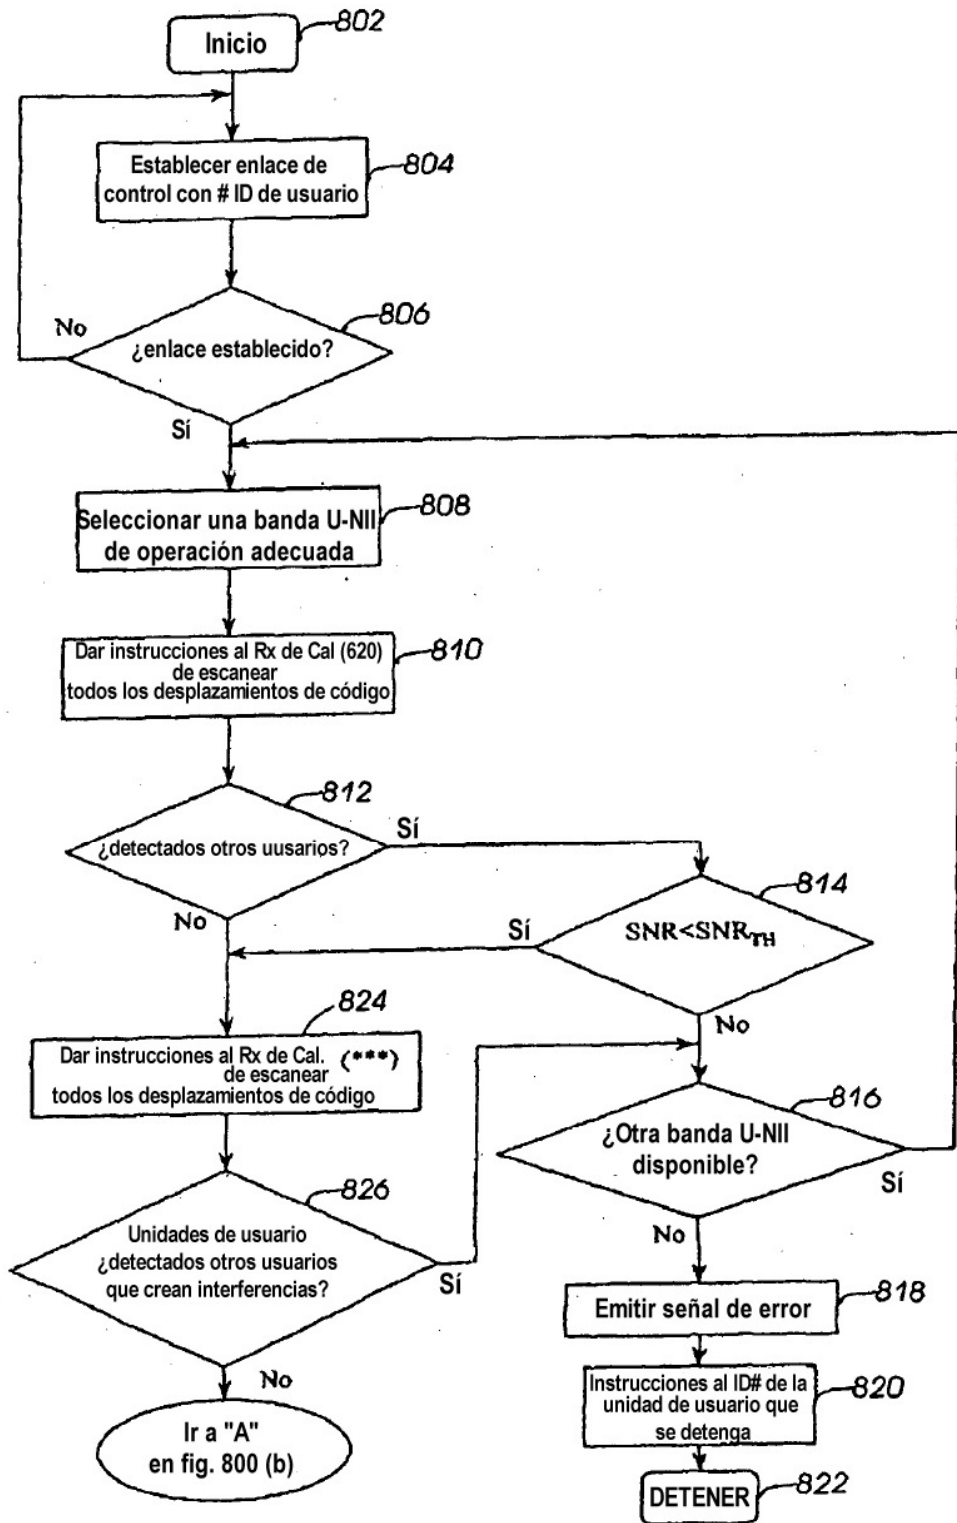 802
Inicio
Establecer enlace de
control con # ID de usuario
804
806
No
¿enlace establecido?
Sí
Seleccionar una banda U-NII
de operación adecuada
808
Dar instrucciones al Rx de Cal (620)
de escanear
todos los desplazamientos de código
810
812
¿detectados otros uusarios?
Sí
No
814
SNR<SNRTH
Sí
No
824
Dar instrucciones al Rx de Cal. (***)
de escanear
todos los desplazamientos de código
816
¿Otra banda U-NII
disponible?
Sí
No
826
Unidades de usuario
¿detectados otros usuarios
que crean interferencias?
Sí
No
Emitir señal de error
818
Instrucciones al ID# de la
unidad de usuario que
se detenga
820
Ir a "A"
en fig. 800 (b)
DETENER
822